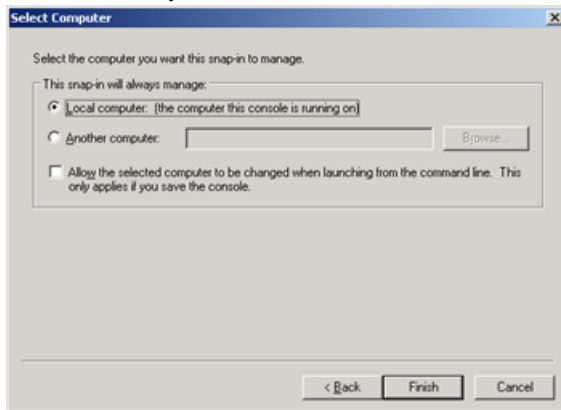 Select Computer
Select the computer you want this snap-in to manage.
This snap-in will always manage:
Local computer: (the computer this console is running on)
Another computer:
Browse...
Allow the selected computer to be changed when launching from the command line. This
only applies if you save the console.
< Back
Finish
Cancel